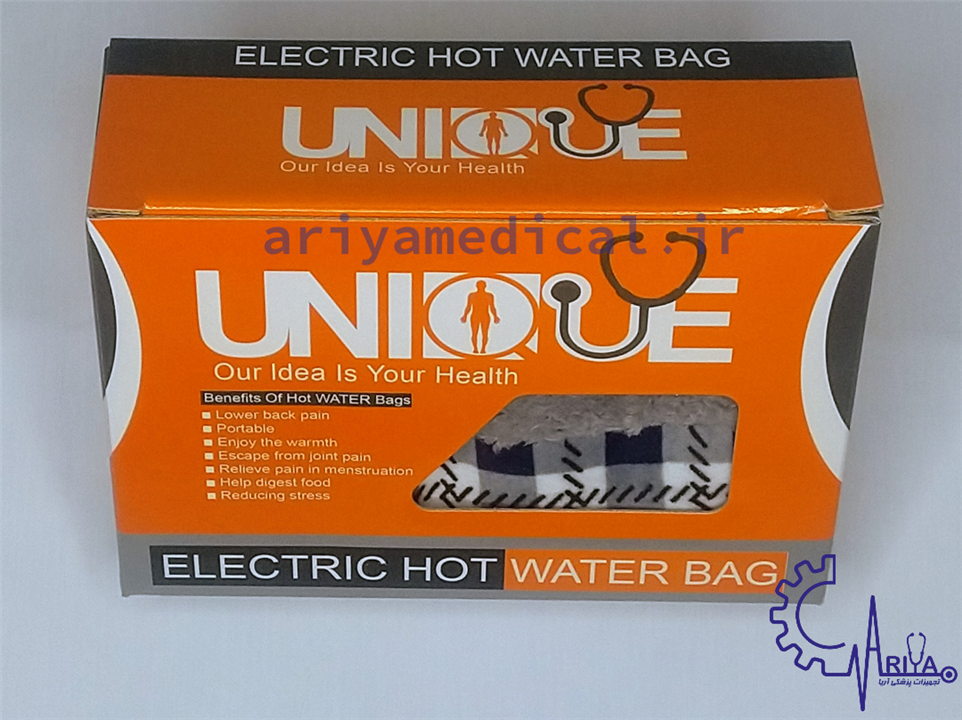 ELECTRIC HOT WATER BAG
UNIQUE
Our Idea Is Your Health
ariyamedical.ir
UNIQUE
Our Idea Is Your Health
Benefits Of Hot WATER Bags
Lower back pain
Portable
Enjoy the warmth
Escape from joint pain
Relieve pain in menstruation
Help digest food
Reducing stress
ELECTRIC HOT WATER BAG
ARIYA
تجهیزات پزشکی آریا